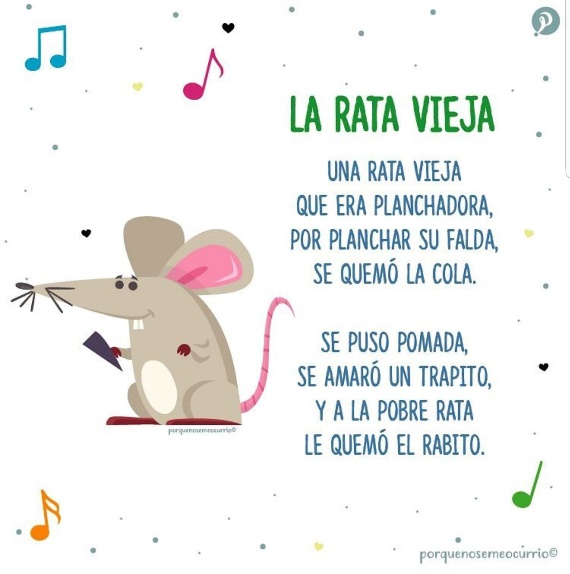 LA RATA VIEJA
UNA RATA VIEJA
QUE ERA PLANCHADORA,
POR PLANCHAR SU FALDA,
SE QUEMÓ LA COLA.
SE PUSO POMADA,
SE AMARÓ UN TRAPITO,
Y A LA POBRE RATA
LE QUEMÓ EL RABITO.
porquenosemeocurrio©
porquenosemeocurrio©